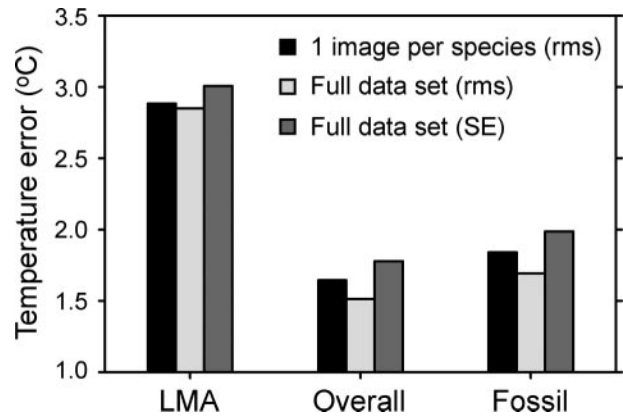 3.5
3.0
2.5
2.0
1.5
1.0
Temperature error (ºC)
1 image per species (rms)
Full data set (rms)
Full data set (SE)
LMA Overall Fossil